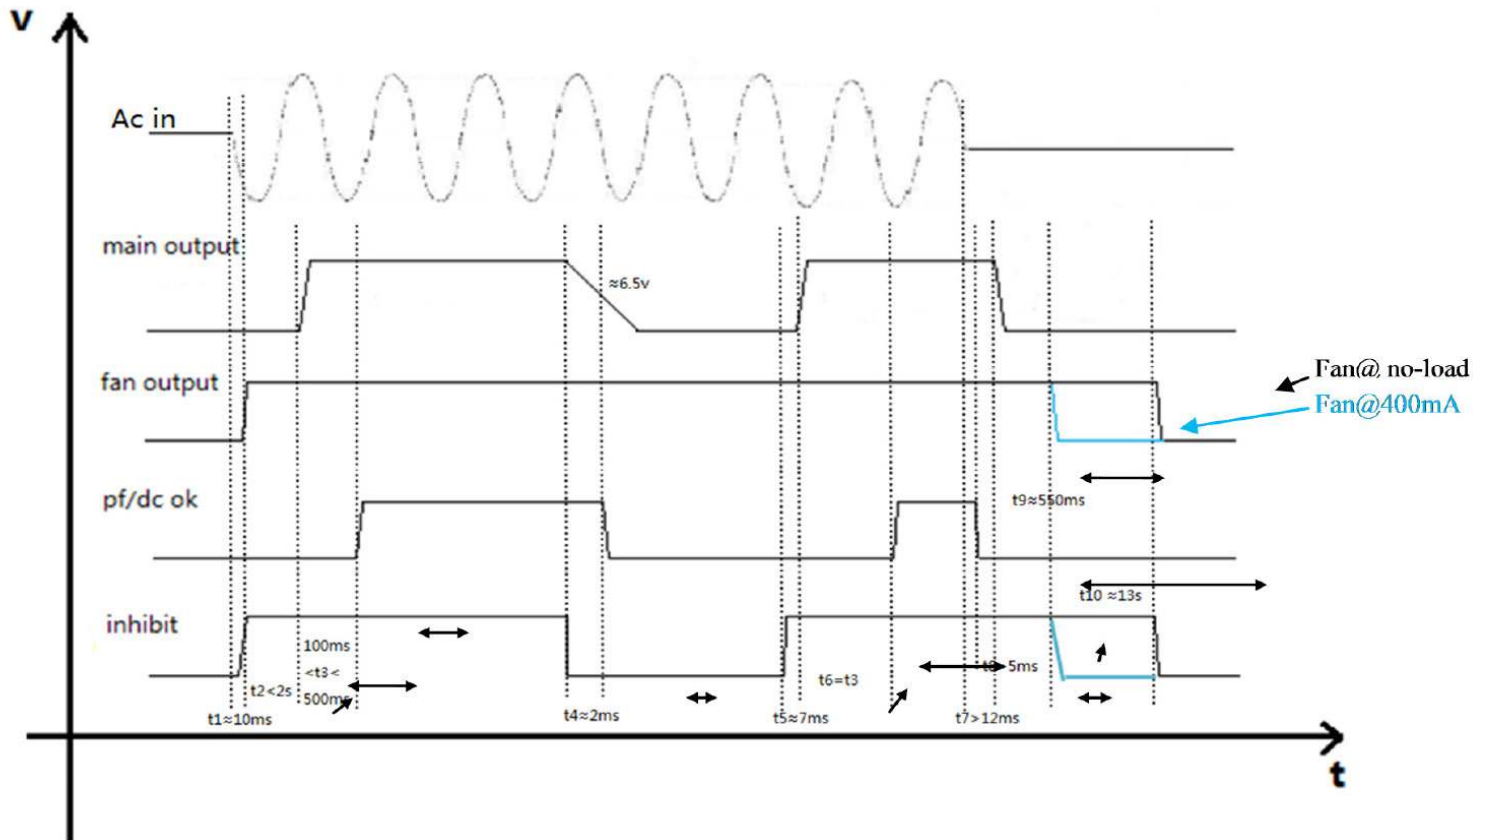 V
Ac in
main output
≈6.5v
fan output
Fan@ no-load
Fan@400mA
pf/dc ok
t9≈550ms
t10 ≈13s
inhibit
100ms
<t3<
500ms
t2<2s
t6=t3
5ms
t1≈10ms
t4≈2ms
t5≈7ms
t7>12ms
t